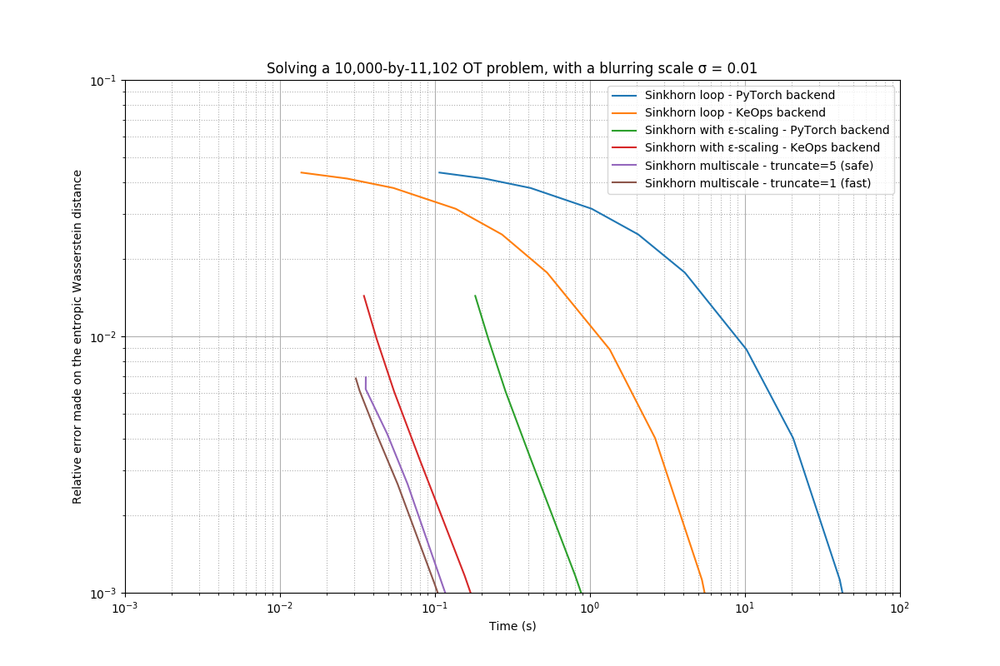 Solving a 10,000-by-11,102 OT problem, with a blurring scale σ = 0.01
Relative error made on the entropic Wasserstein distance
10⁻¹
10⁻²
10⁻³
Sinkhorn loop - PyTorch backend
Sinkhorn loop - KeOps backend
Sinkhorn with ε-scaling - PyTorch backend
Sinkhorn with ε-scaling - KeOps backend
Sinkhorn multiscale - truncate=5 (safe)
Sinkhorn multiscale - truncate=1 (fast)
10⁻³ 10⁻² 10⁻¹ 10⁰ 10¹ 10²
Time (s)